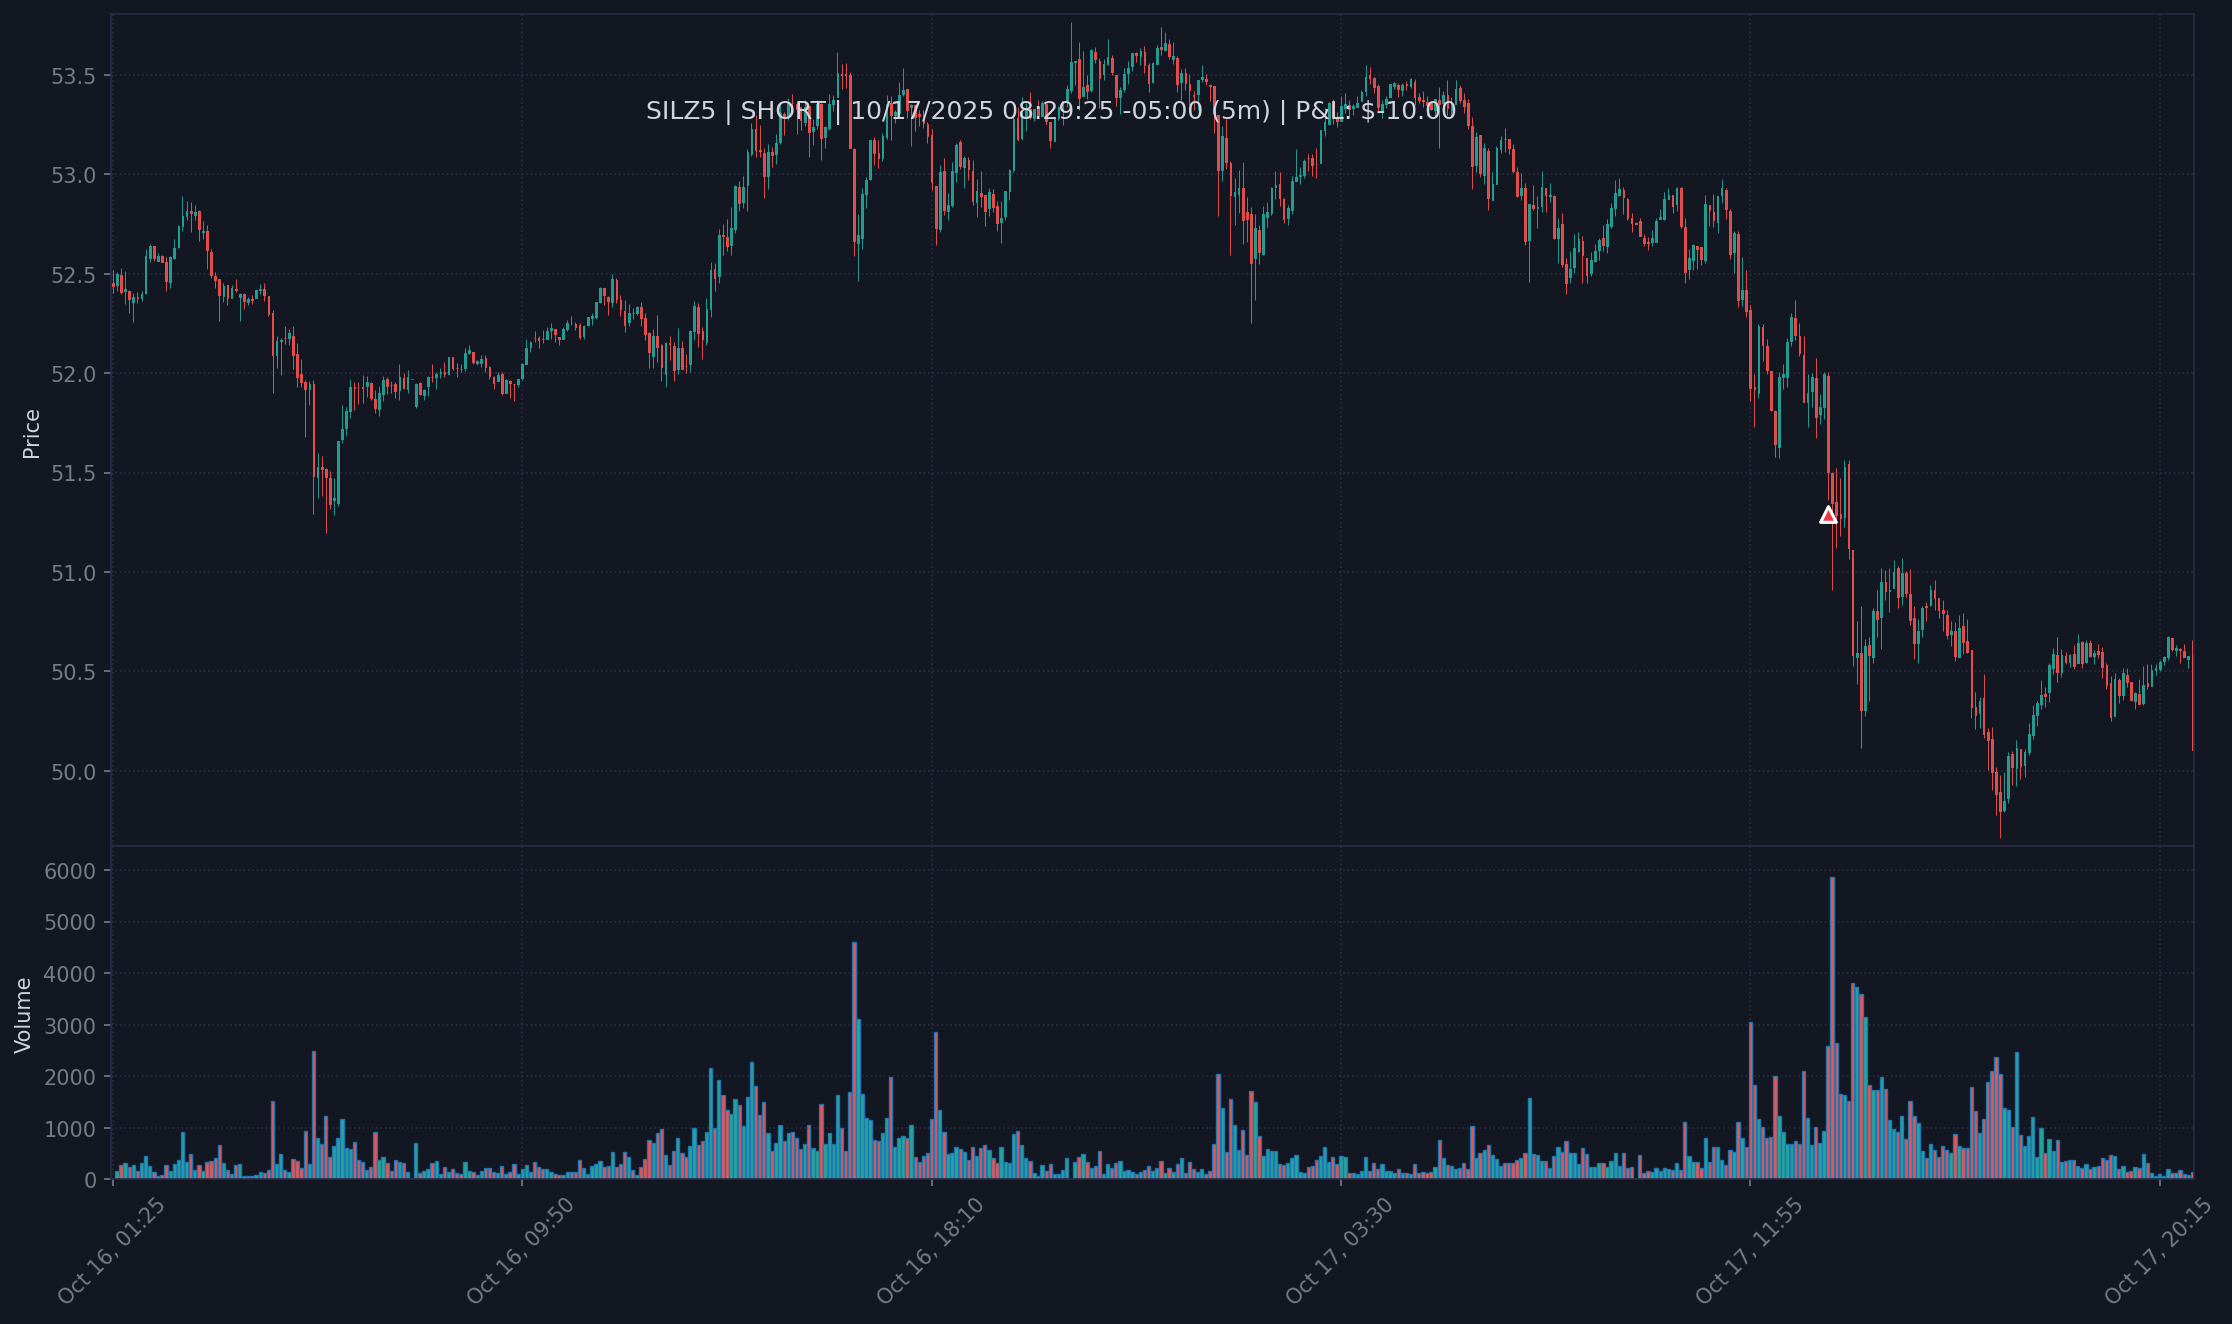 SILZ5 | SHORT | 10/17/2025 08:29:25 -05:00 (5m) | P&L: $-10.00
53.5
53.0
52.5
52.0
51.5
51.0
50.5
50.0
Price
6000
5000
4000
3000
2000
1000
0
Volume
Oct 16, 01:25
Oct 16, 09:50
Oct 16, 18:10
Oct 17, 03:30
Oct 17, 11:55
Oct 17, 20:15